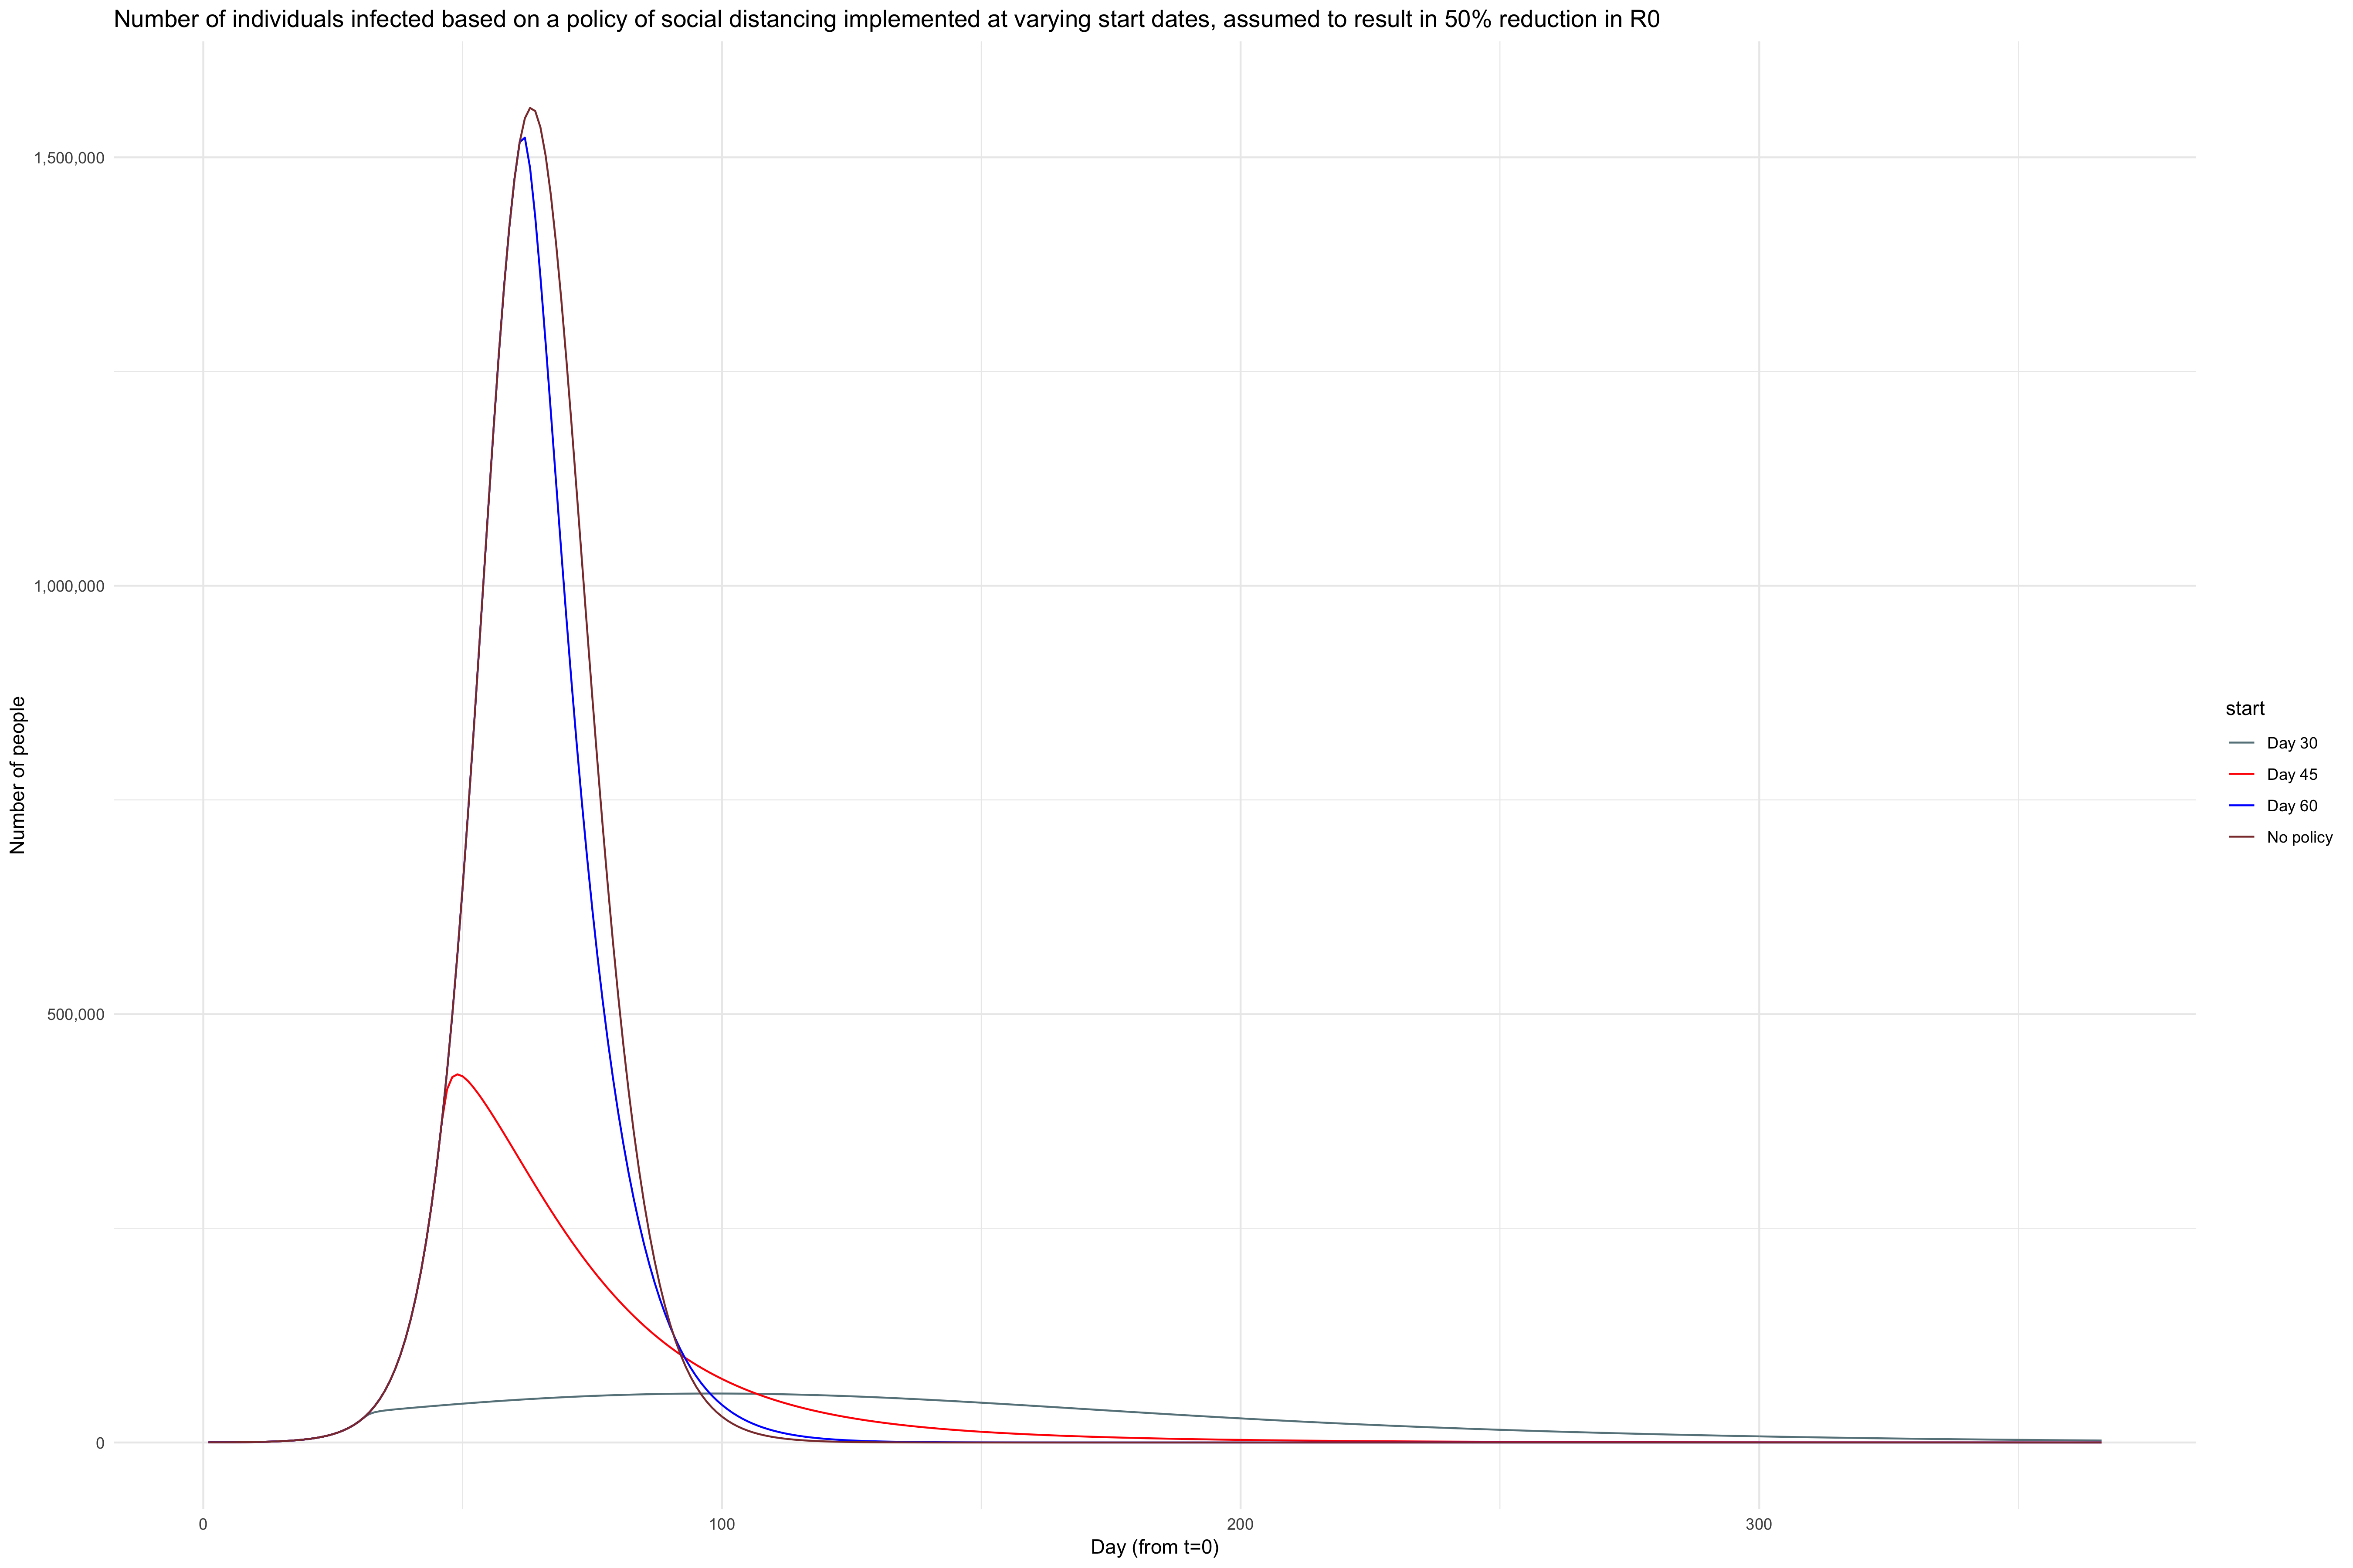 Number of individuals infected based on a policy of social distancing implemented at varying start dates, assumed to result in 50% reduction in R0
1,500,000
1,000,000
500,000
0
Number of people
0
100
200
300
Day (from t=0)
start
Day 30
Day 45
Day 60
No policy